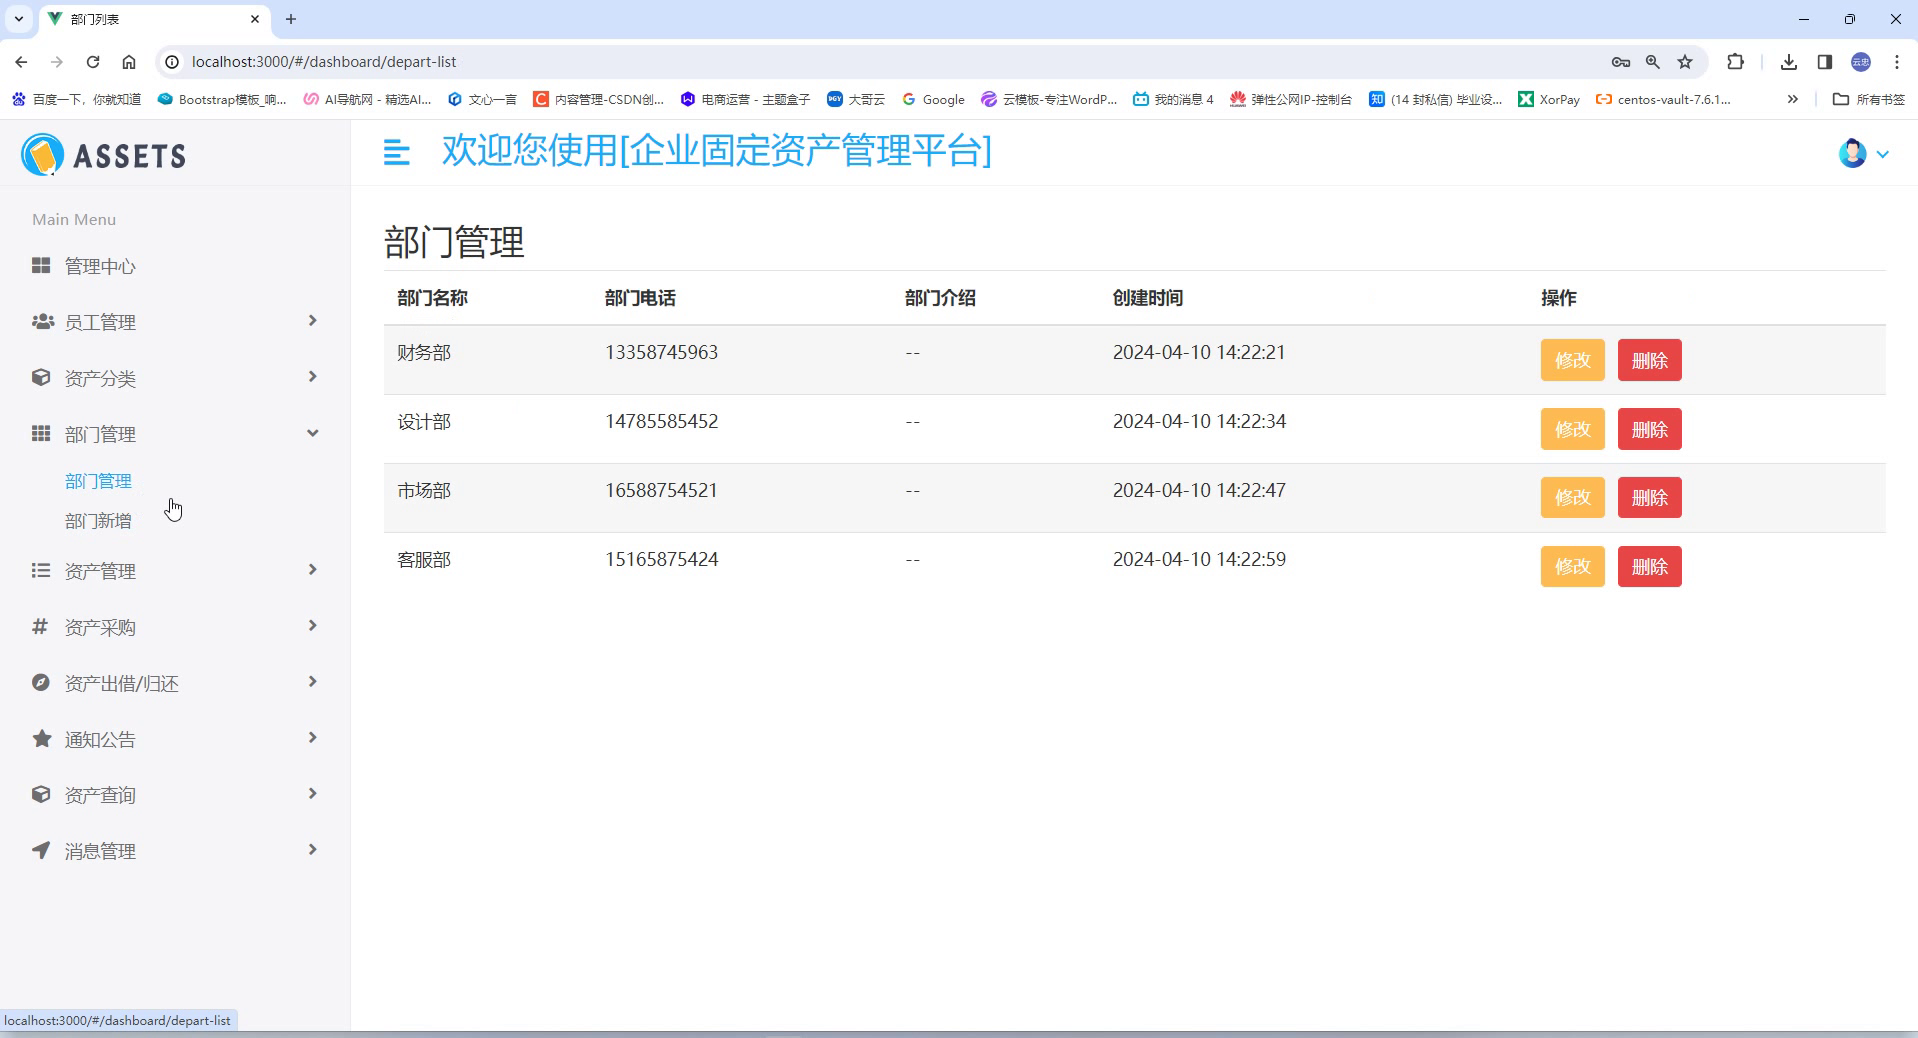 部门列表
localhost:3000/#/dashboard/depart-list
百度一下，你就知道 Bootstrap模板_响... AI导航网 - 精选AI... 文心一言 内容管理-CSDN创... 电商运营 - 主题盒子 大哥云 Google 云模板-专注WordP... 我的消息 4 弹性公网IP-控制台 (14 封私信) 毕业设... XorPay centos-vault-7.6.1... 所有书签
ASSETS
欢迎您使用[企业固定资产管理平台]
Main Menu
管理中心
员工管理
资产分类
部门管理
部门管理
部门新增
资产管理
资产采购
资产出借/归还
通知公告
资产查询
消息管理
部门管理
部门名称 部门电话 部门介绍 创建时间 操作
财务部 13358745963 -- 2024-04-10 14:22:21 修改 删除
设计部 14785585452 -- 2024-04-10 14:22:34 修改 删除
市场部 16588754521 -- 2024-04-10 14:22:47 修改 删除
客服部 15165875424 -- 2024-04-10 14:22:59 修改 删除
localhost:3000/#/dashboard/depart-list